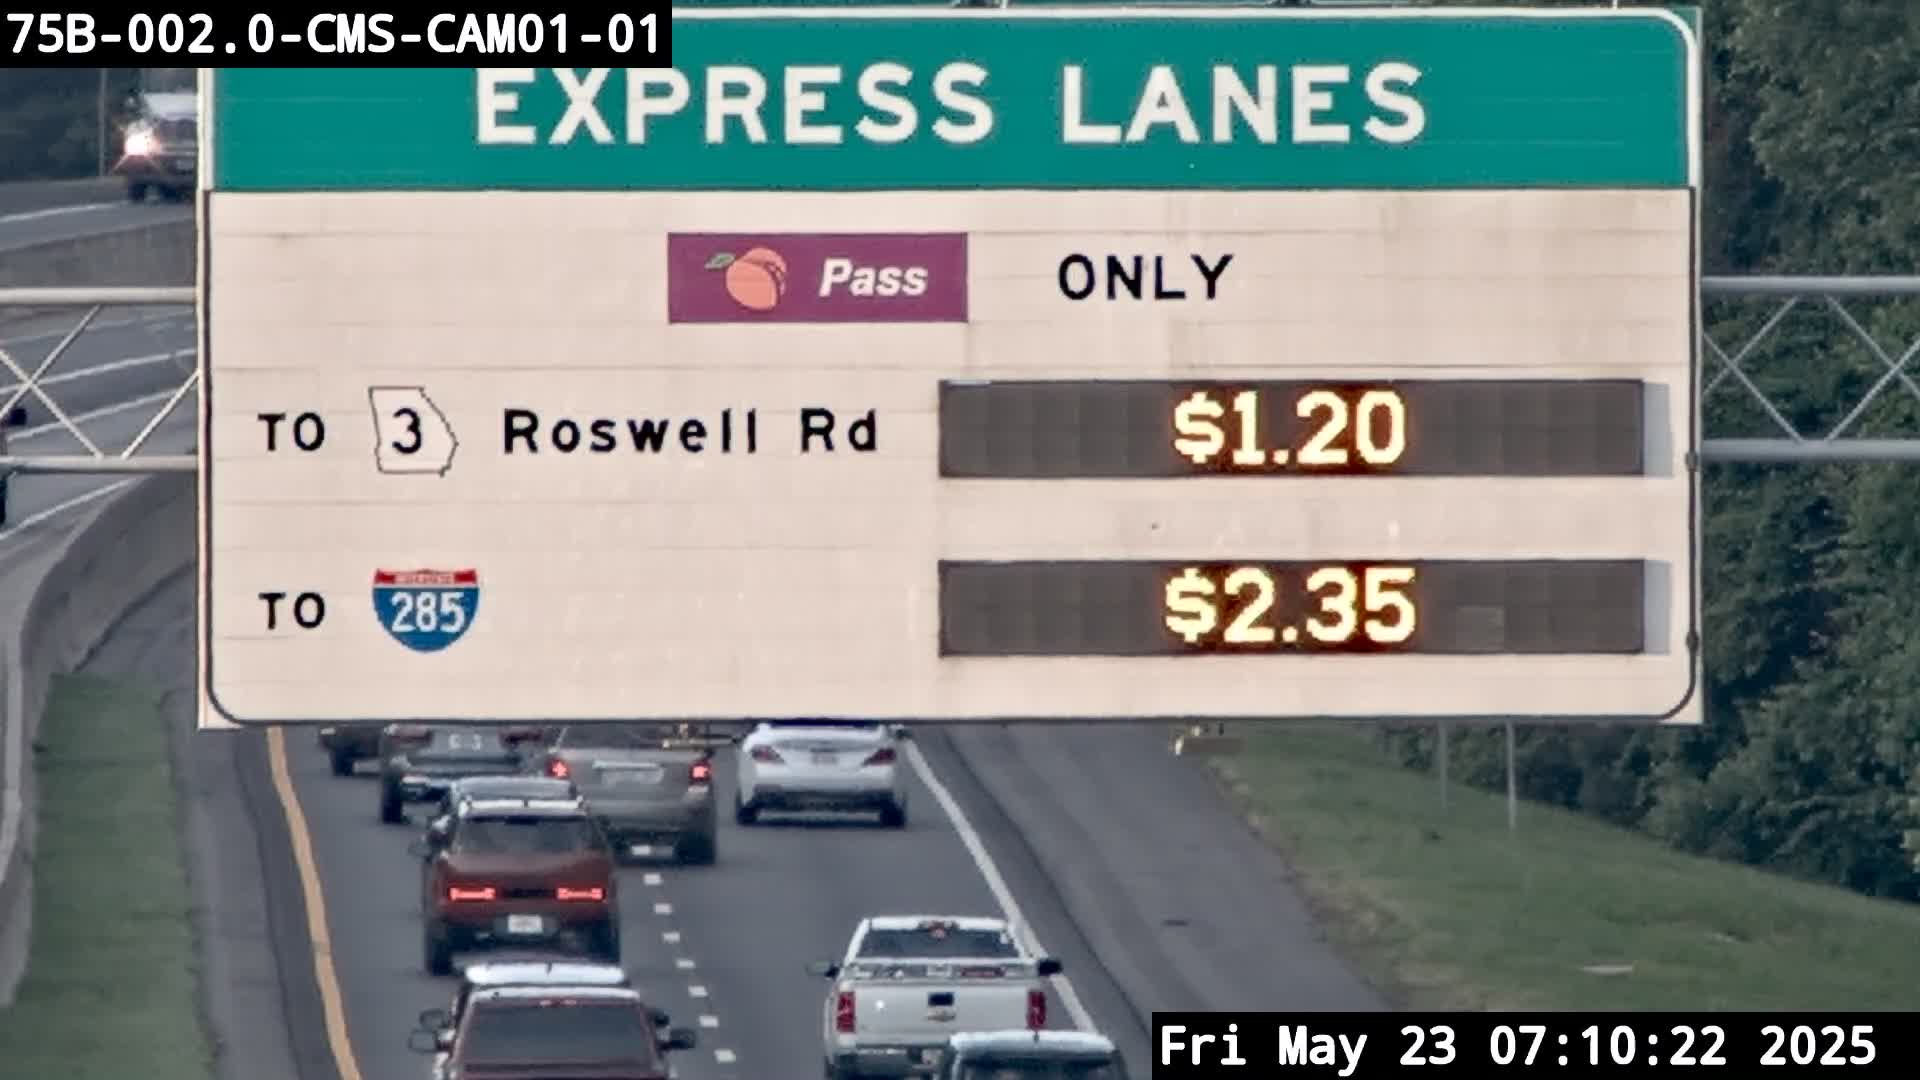 75B-002.0-CMS-CAM01-01
EXPRESS LANES
Pass ONLY
TO 3 Roswell Rd $1.20
TO 285 $2.35
Fri May 23 07:10:22 2025